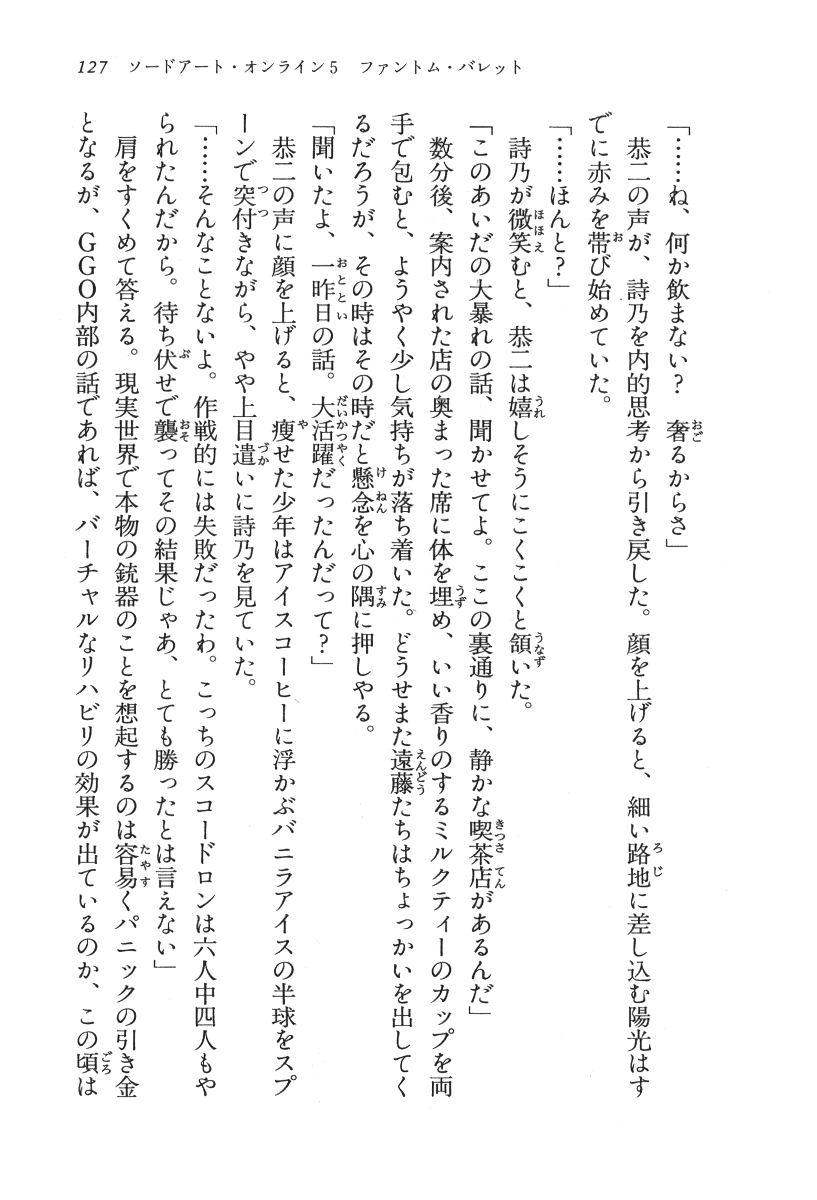 127 ソードアート・オンライン5 ファントム・バレット
「……ね、何か飲まない? 奢るからさ」
恭二の声が、詩乃を内的思考から引き戻した。顔を上げると、細い路地に差し込む陽光はす
でに赤みを帯び始めていた。
「……ほんと?」
詩乃が微笑むと、恭二は嬉しそうにこくこくと頷いた。
「このあいだの大暴れの話、聞かせてよ。ここの裏通りに、静かな喫茶店があるんだ」
数分後、案内された店の奥まった席に体を埋め、いい香りのするミルクティーのカップを両
手で包むと、ようやく少し気持ちが落ち着いた。どうせまた遠藤たちはちょっかいを出してく
るだろうが、その時はその時だと懸念を心の隅に押しやる。
「聞いたよ、一昨日の話。大活躍だったんだって?」
恭二の声に顔を上げると、痩せた少年はアイスコーヒーに浮かぶバニラアイスの半球をスプ
ーンで突付きながら、やや上目遣いに詩乃を見ていた。
「……そんなことないよ。作戦的には失敗だったわ。こっちのスコードロンは六人中四人もや
られたんだから。待ち伏せで襲ってその結果じゃあ、とても勝ったとは言えない」
肩をすくめて答える。現実世界で本物の銃器のことを想起するのは容易くパニックの引き金
となるが、GGO内部の話であれば、バーチャルなリハビリの効果が出ているのか、この頃は